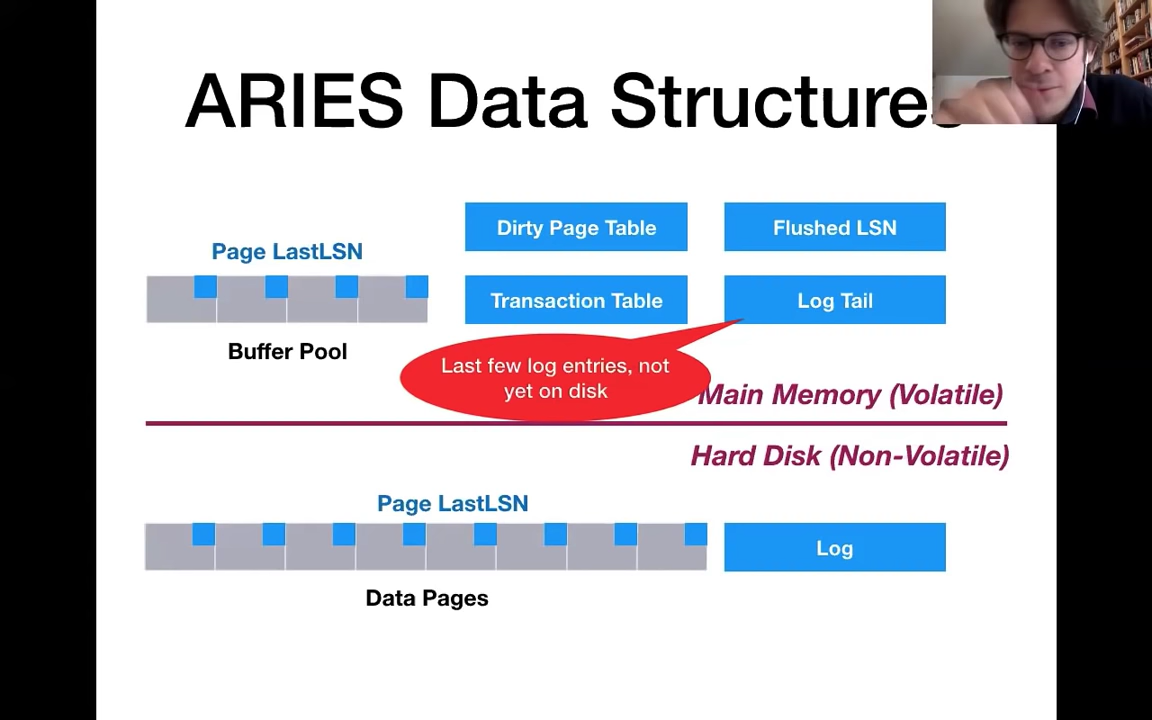 ARIES Data Structures
Dirty Page Table
Flushed LSN
Page LastLSN
Transaction Table
Log Tail
Buffer Pool
Last few log entries, not
yet on disk
Main Memory (Volatile)
Hard Disk (Non-Volatile)
Page LastLSN
Log
Data Pages